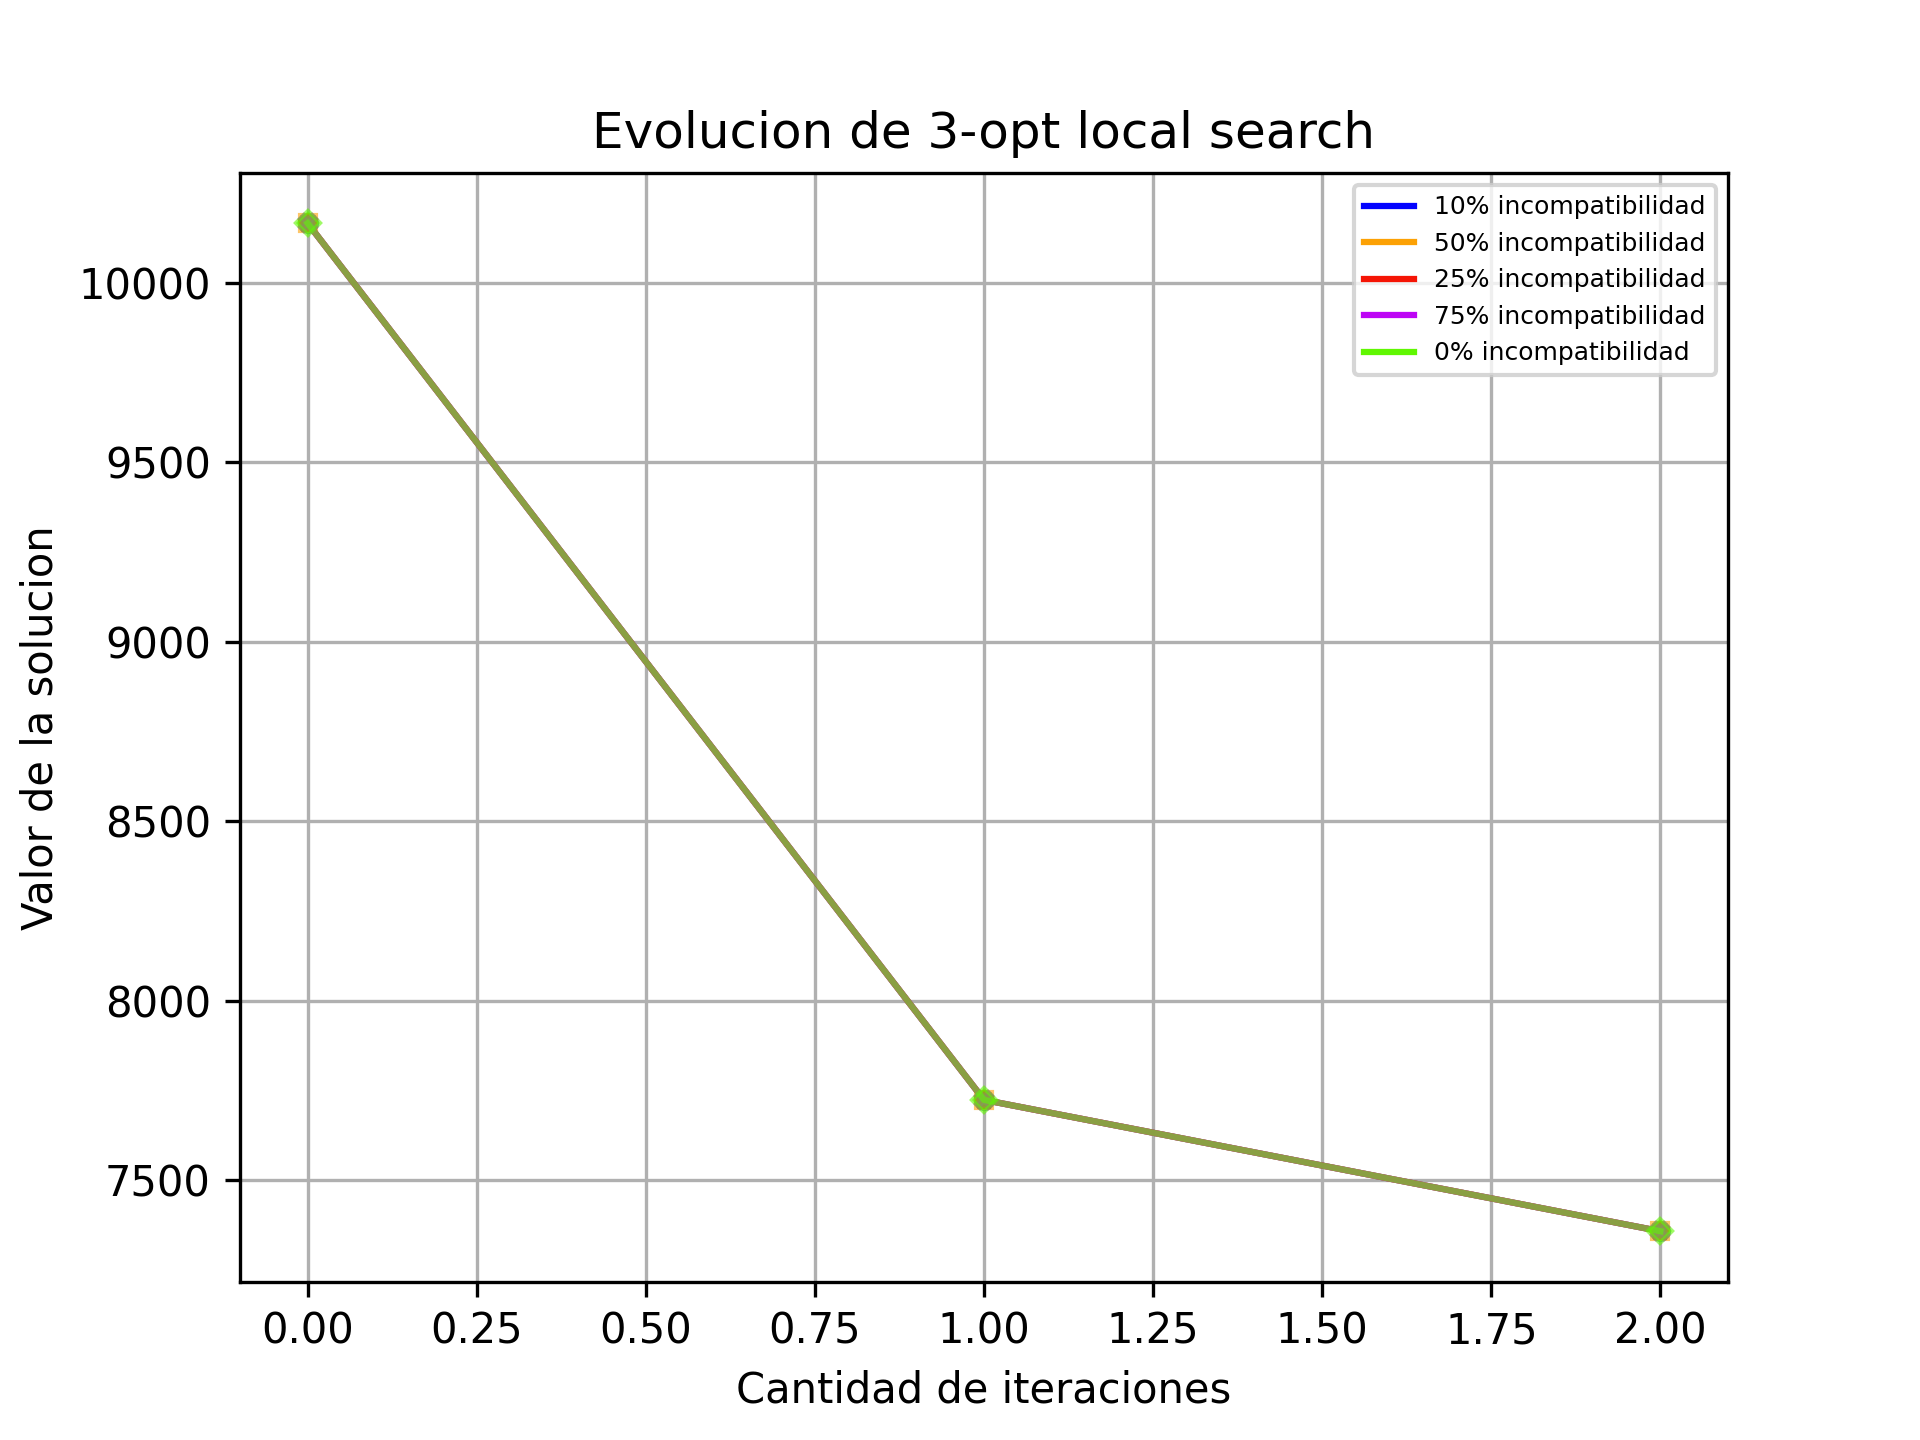 Evolucion de 3-opt local search
10% incompatibilidad
50% incompatibilidad
25% incompatibilidad
75% incompatibilidad
0% incompatibilidad
Valor de la solucion
10000
9500
9000
8500
8000
7500
0.00 0.25 0.50 0.75 1.00 1.25 1.50 1.75 2.00
Cantidad de iteraciones